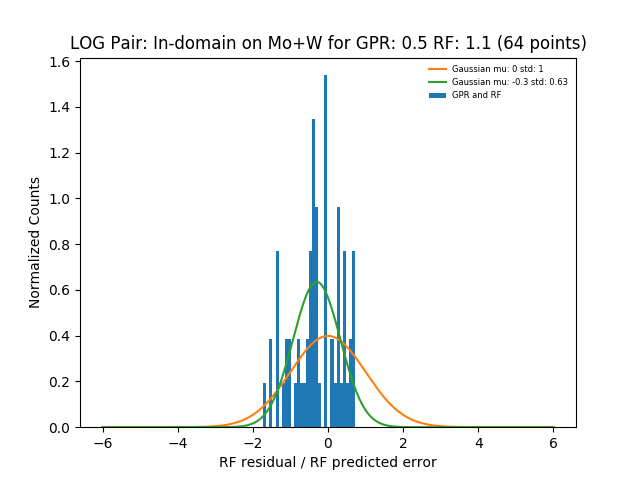 LOG Pair: In-domain on Mo+W for GPR: 0.5 RF: 1.1 (64 points)
Gaussian mu: 0 std: 1
Gaussian mu: -0.3 std: 0.63
GPR and RF
Normalized Counts
1.6
1.4
1.2
1.0
0.8
0.6
0.4
0.2
0.0
−6 −4 −2 0 2 4 6
RF residual / RF predicted error